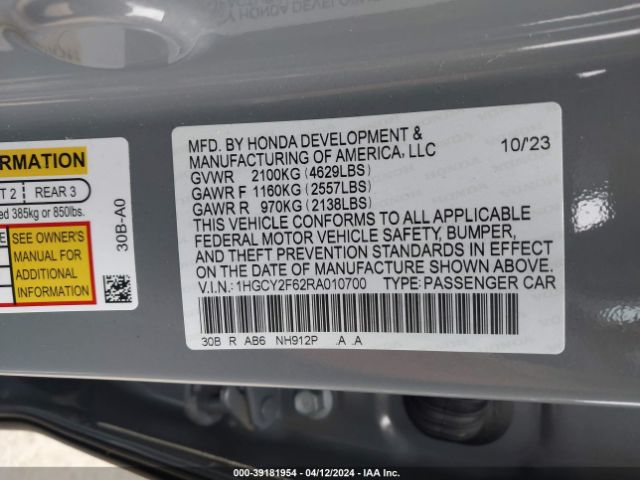 HONDA DEVELOPMENT
ORMATION
T 2 REAR 3
ed 385kg or 850lbs.
SEE OWNER'S
MANUAL FOR
ADDITIONAL
INFORMATION
30B-A0
MFD. BY HONDA DEVELOPMENT &
MANUFACTURING OF AMERICA, LLC 10/'23
GVWR 2100KG (4629LBS)
GAWR F 1160KG (2557LBS)
GAWR R 970KG (2138LBS)
THIS VEHICLE CONFORMS TO ALL APPLICABLE
FEDERAL MOTOR VEHICLE SAFETY, BUMPER,
AND THEFT PREVENTION STANDARDS IN EFFECT
ON THE DATE OF MANUFACTURE SHOWN ABOVE.
V.I.N.:1HGCY2F62RA010700 TYPE:PASSENGER CAR
30B R AB6 NH912P .A .A
000-39181954 - 04/12/2024 - IAA Inc.